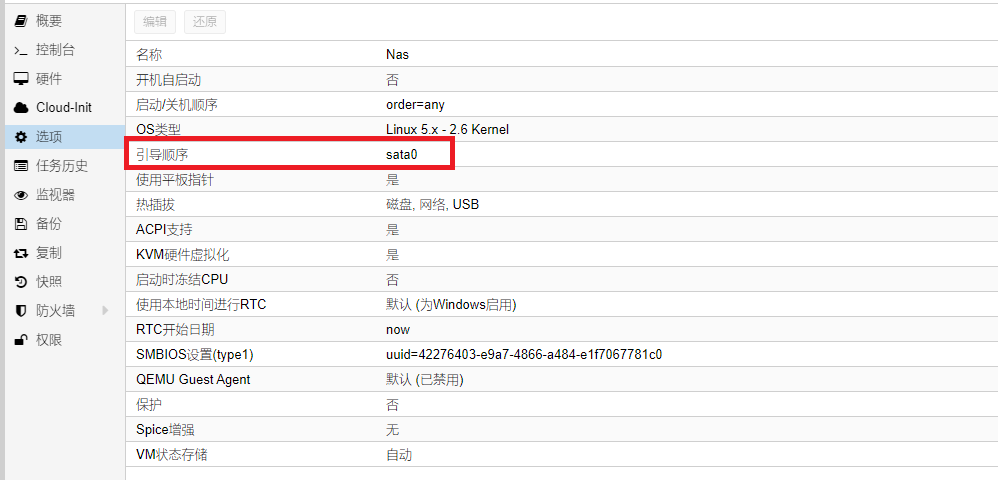 概要
控制台
硬件
Cloud-Init
选项
任务历史
监视器
备份
复制
快照
防火墙
权限
编辑 还原
名称 Nas
开机自启动 否
启动/关机顺序 order=any
OS类型 Linux 5.x - 2.6 Kernel
引导顺序 sata0
使用平板指针 是
热插拔 磁盘, 网络, USB
ACPI支持 是
KVM硬件虚拟化 是
启动时冻结CPU 否
使用本地时间进行RTC 默认 (为Windows启用)
RTC开始日期 now
SMBIOS设置(type1) uuid=42276403-e9a7-4866-a484-e1f7067781c0
QEMU Guest Agent 默认 (已禁用)
保护 否
Spice增强 无
VM状态存储 自动